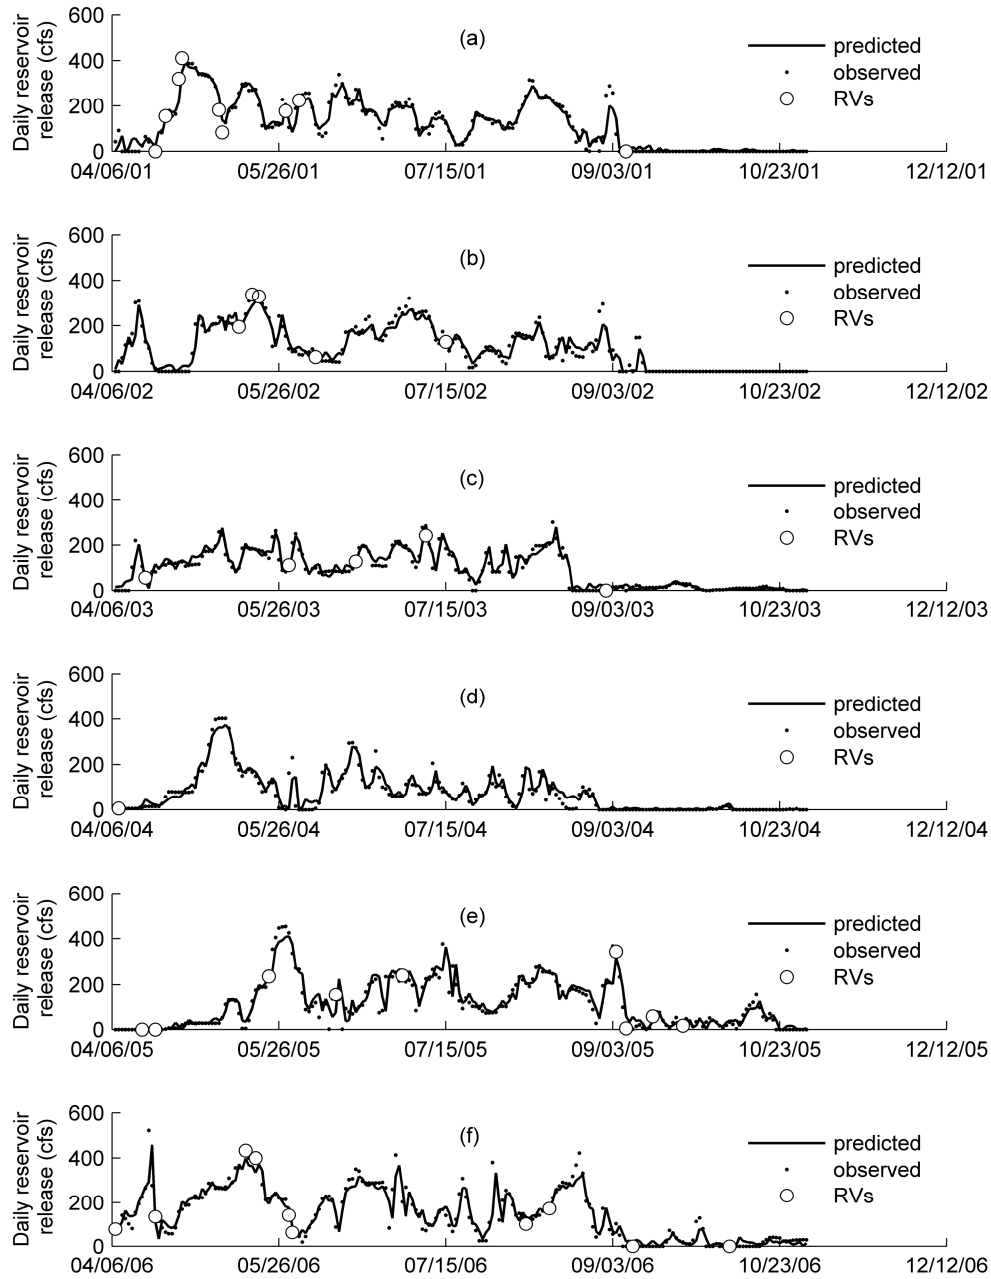 Daily reservoir
release (cfs)
600
400
200
0
(a)
predicted
observed
RVs
04/06/01 05/26/01 07/15/01 09/03/01 10/23/01 12/12/01
Daily reservoir
release (cfs)
600
400
200
0
(b)
predicted
observed
RVs
04/06/02 05/26/02 07/15/02 09/03/02 10/23/02 12/12/02
Daily reservoir
release (cfs)
600
400
200
0
(c)
predicted
observed
RVs
04/06/03 05/26/03 07/15/03 09/03/03 10/23/03 12/12/03
Daily reservoir
release (cfs)
600
400
200
0
(d)
predicted
observed
RVs
04/06/04 05/26/04 07/15/04 09/03/04 10/23/04 12/12/04
Daily reservoir
release (cfs)
600
400
200
0
(e)
predicted
observed
RVs
04/06/05 05/26/05 07/15/05 09/03/05 10/23/05 12/12/05
Daily reservoir
release (cfs)
600
400
200
0
(f)
predicted
observed
RVs
04/06/06 05/26/06 07/15/06 09/03/06 10/23/06 12/12/06